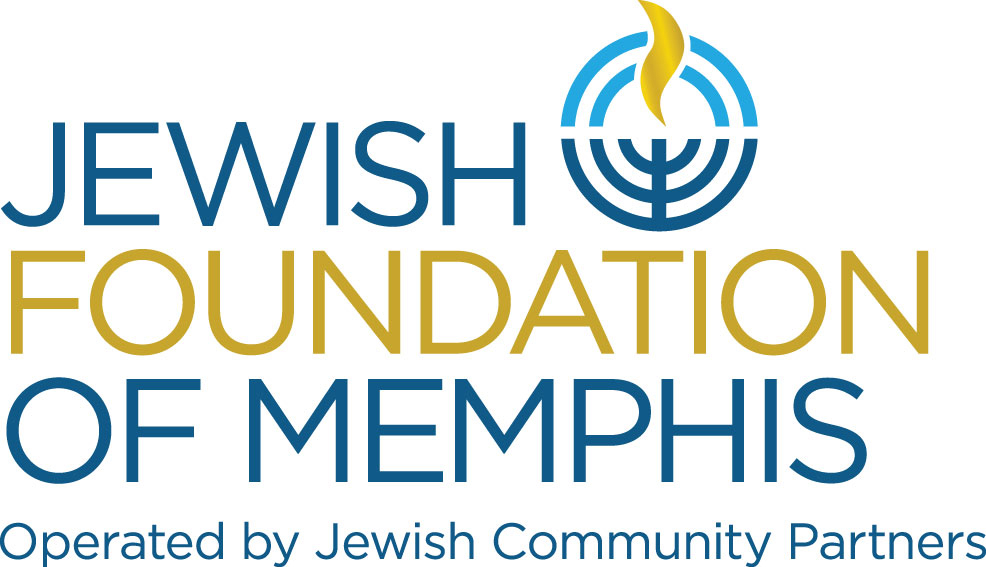 JEWISH
FOUNDATION
OF MEMPHIS
Operated by Jewish Community Partners